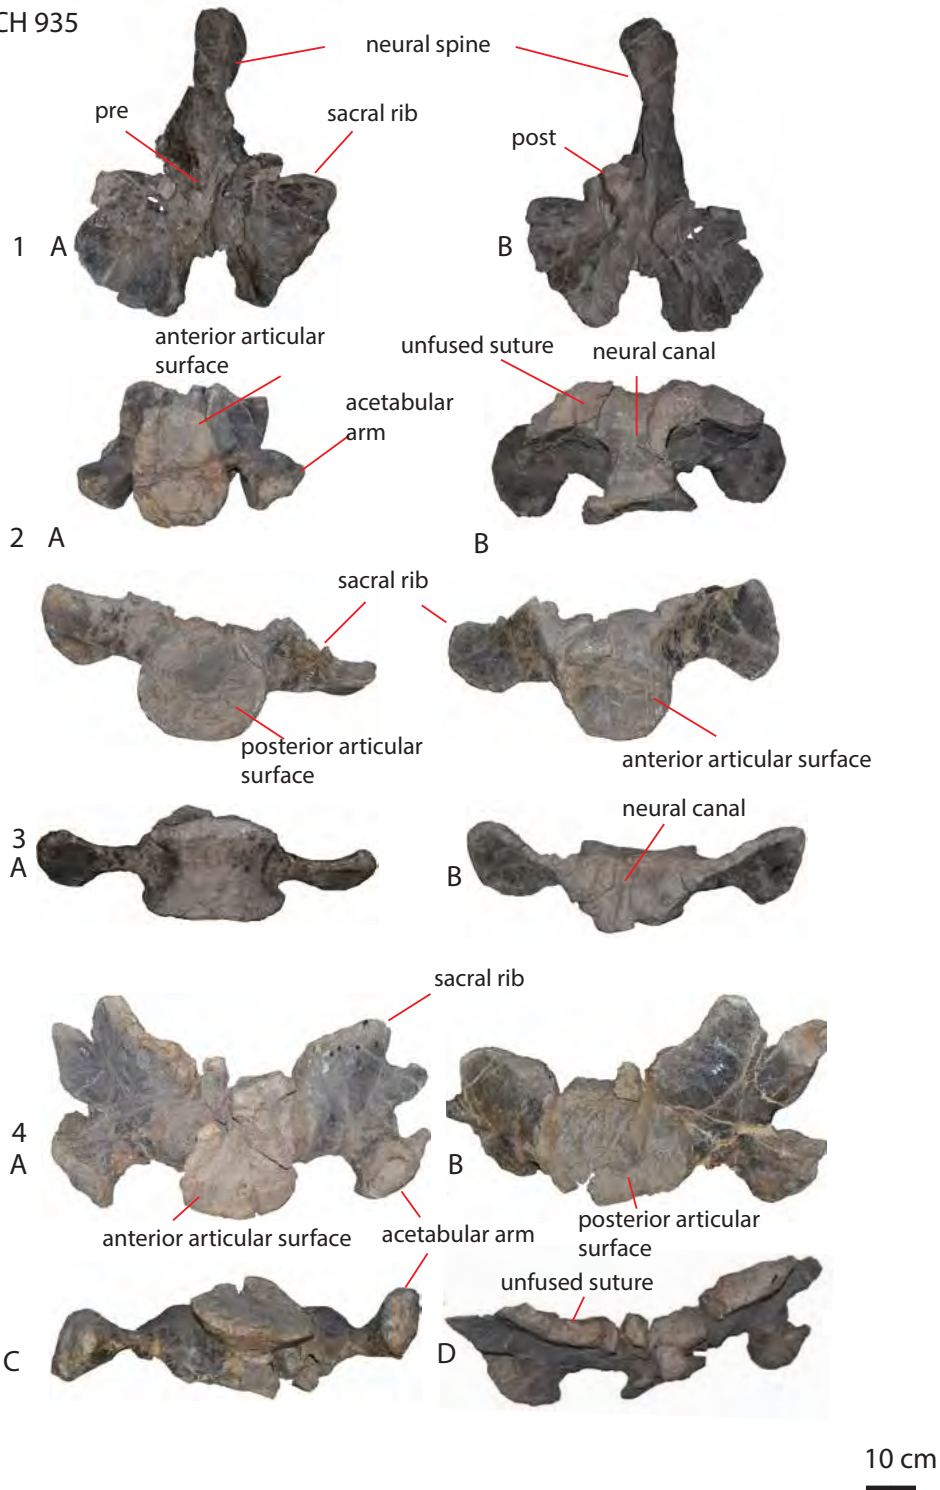 CH 935
neural spine
pre
sacral rib
post
1 A
B
anterior articular
surface
unfused suture
neural canal
acetabular
arm
2 A
B
sacral rib
posterior articular
surface
anterior articular surface
neural canal
3
A
B
sacral rib
4
A
B
anterior articular surface
acetabular arm
posterior articular
surface
unfused suture
C
D
10 cm